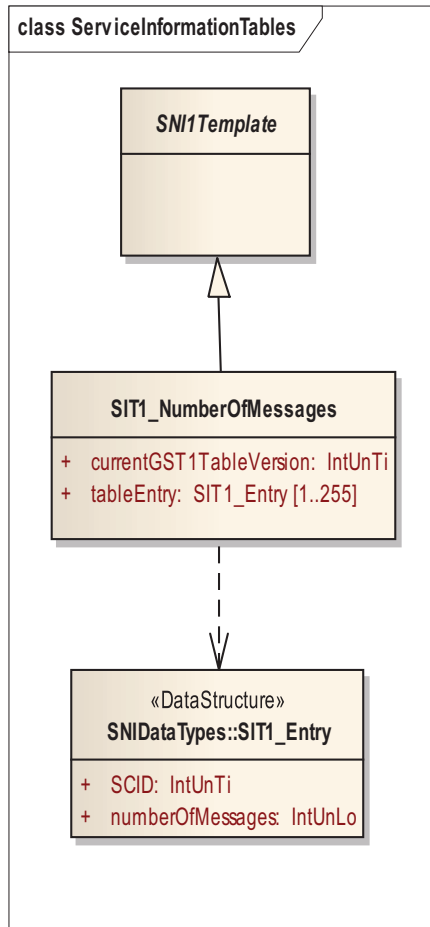 class ServiceInformationTables
SNI1Template
SIT1_NumberOfMessages
+ currentGST1TableVersion: IntUnTi
+ tableEntry: SIT1_Entry [1..255]
«DataStructure»
SNIDataTypes::SIT1_Entry
+ SCID: IntUnTi
+ numberOfMessages: IntUnLo